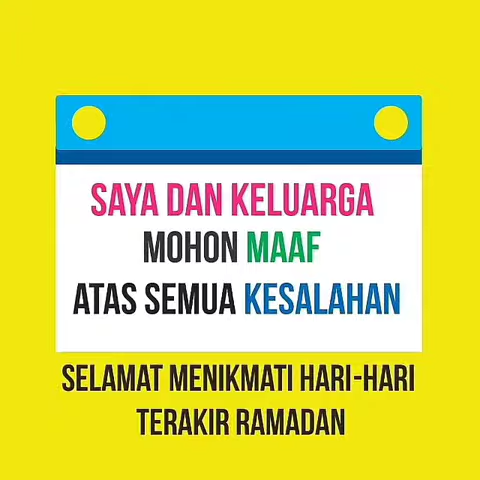 SAYA DAN KELUARGA
MOHON MAAF
ATAS SEMUA KESALAHAN
SELAMAT MENIKMATI HARI-HARI
TERAKIR RAMADAN